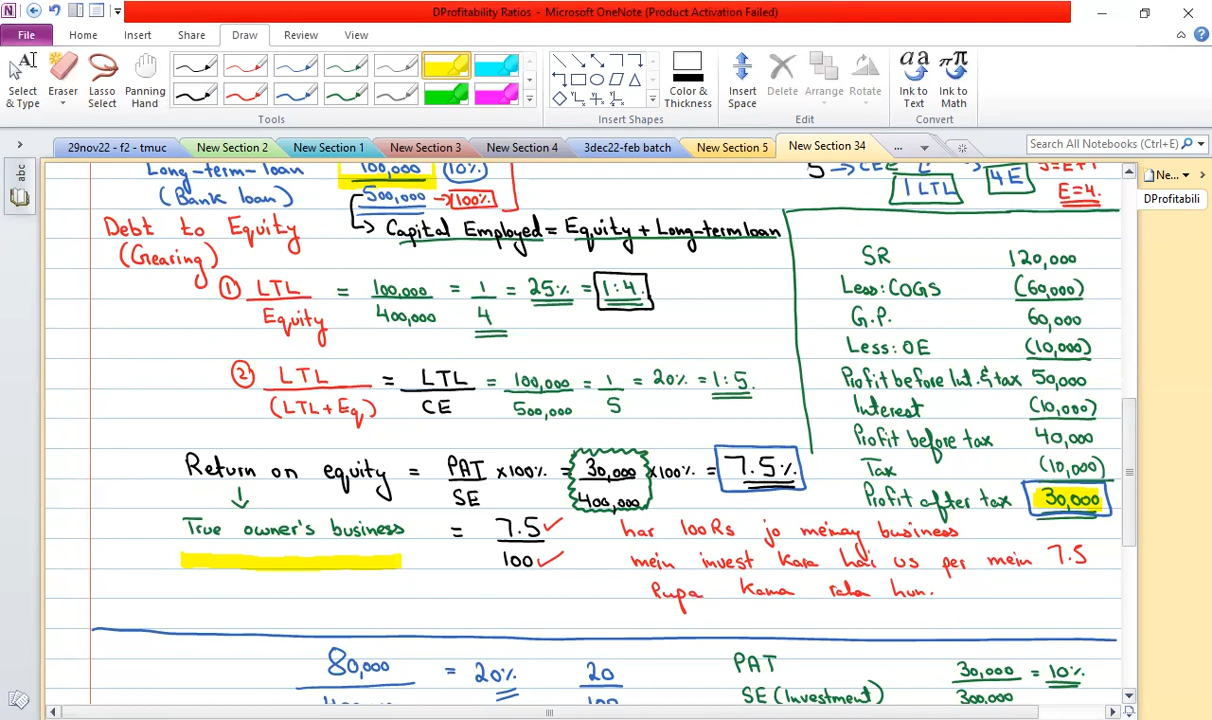 DProfitability Ratios - Microsoft OneNote (Product Activation Failed)
File Home Insert Share Draw Review View
Select & Type
Eraser
Lasso Select
Panning Hand
Color & Thickness
Insert Space
Delete
Arrange
Rotate
Ink to Text
Ink to Math
Tools
Insert Shapes
Edit
Convert
29nov22 - f2 - tmuc
New Section 2
New Section 1
New Section 3
New Section 4
3dec22-feb batch
New Section 5
New Section 34
...
Search All Notebooks (Ctrl+E)
abc
Ne...
DProfitabili
Long-term-loan 100,000 (10%)
(Bank loan) 500,000 → 100%
1 LTL
4 E
E=4.
Debt to Equity
(Gearing)
Capital Employed = Equity + Long-term loan
① LTL / Equity = 100,000 / 400,000 = 1/4 = 25% = 1:4.
② LTL / (LTL + Eq) = LTL / CE = 100,000 / 500,000 = 1/5 = 20% = 1:5.
SR 120,000
Less: COGS (60,000)
G.P. 60,000
Less: OE (10,000)
Profit before Int. & tax 50,000
Interest (10,000)
Profit before tax 40,000
Tax (10,000)
Profit after tax 30,000
Return on equity = PAT / SE × 100% = 30,000 / 400,000 × 100% = 7.5%
↓
True owner's business = 7.5 / 100
har 100Rs jo meinay business
mein invest kara hai us per mein 7.5
Rupa kama raha hun.
80,000 = 20% 20
100
PAT 30,000 = 10%
SE (Investment) 300,000